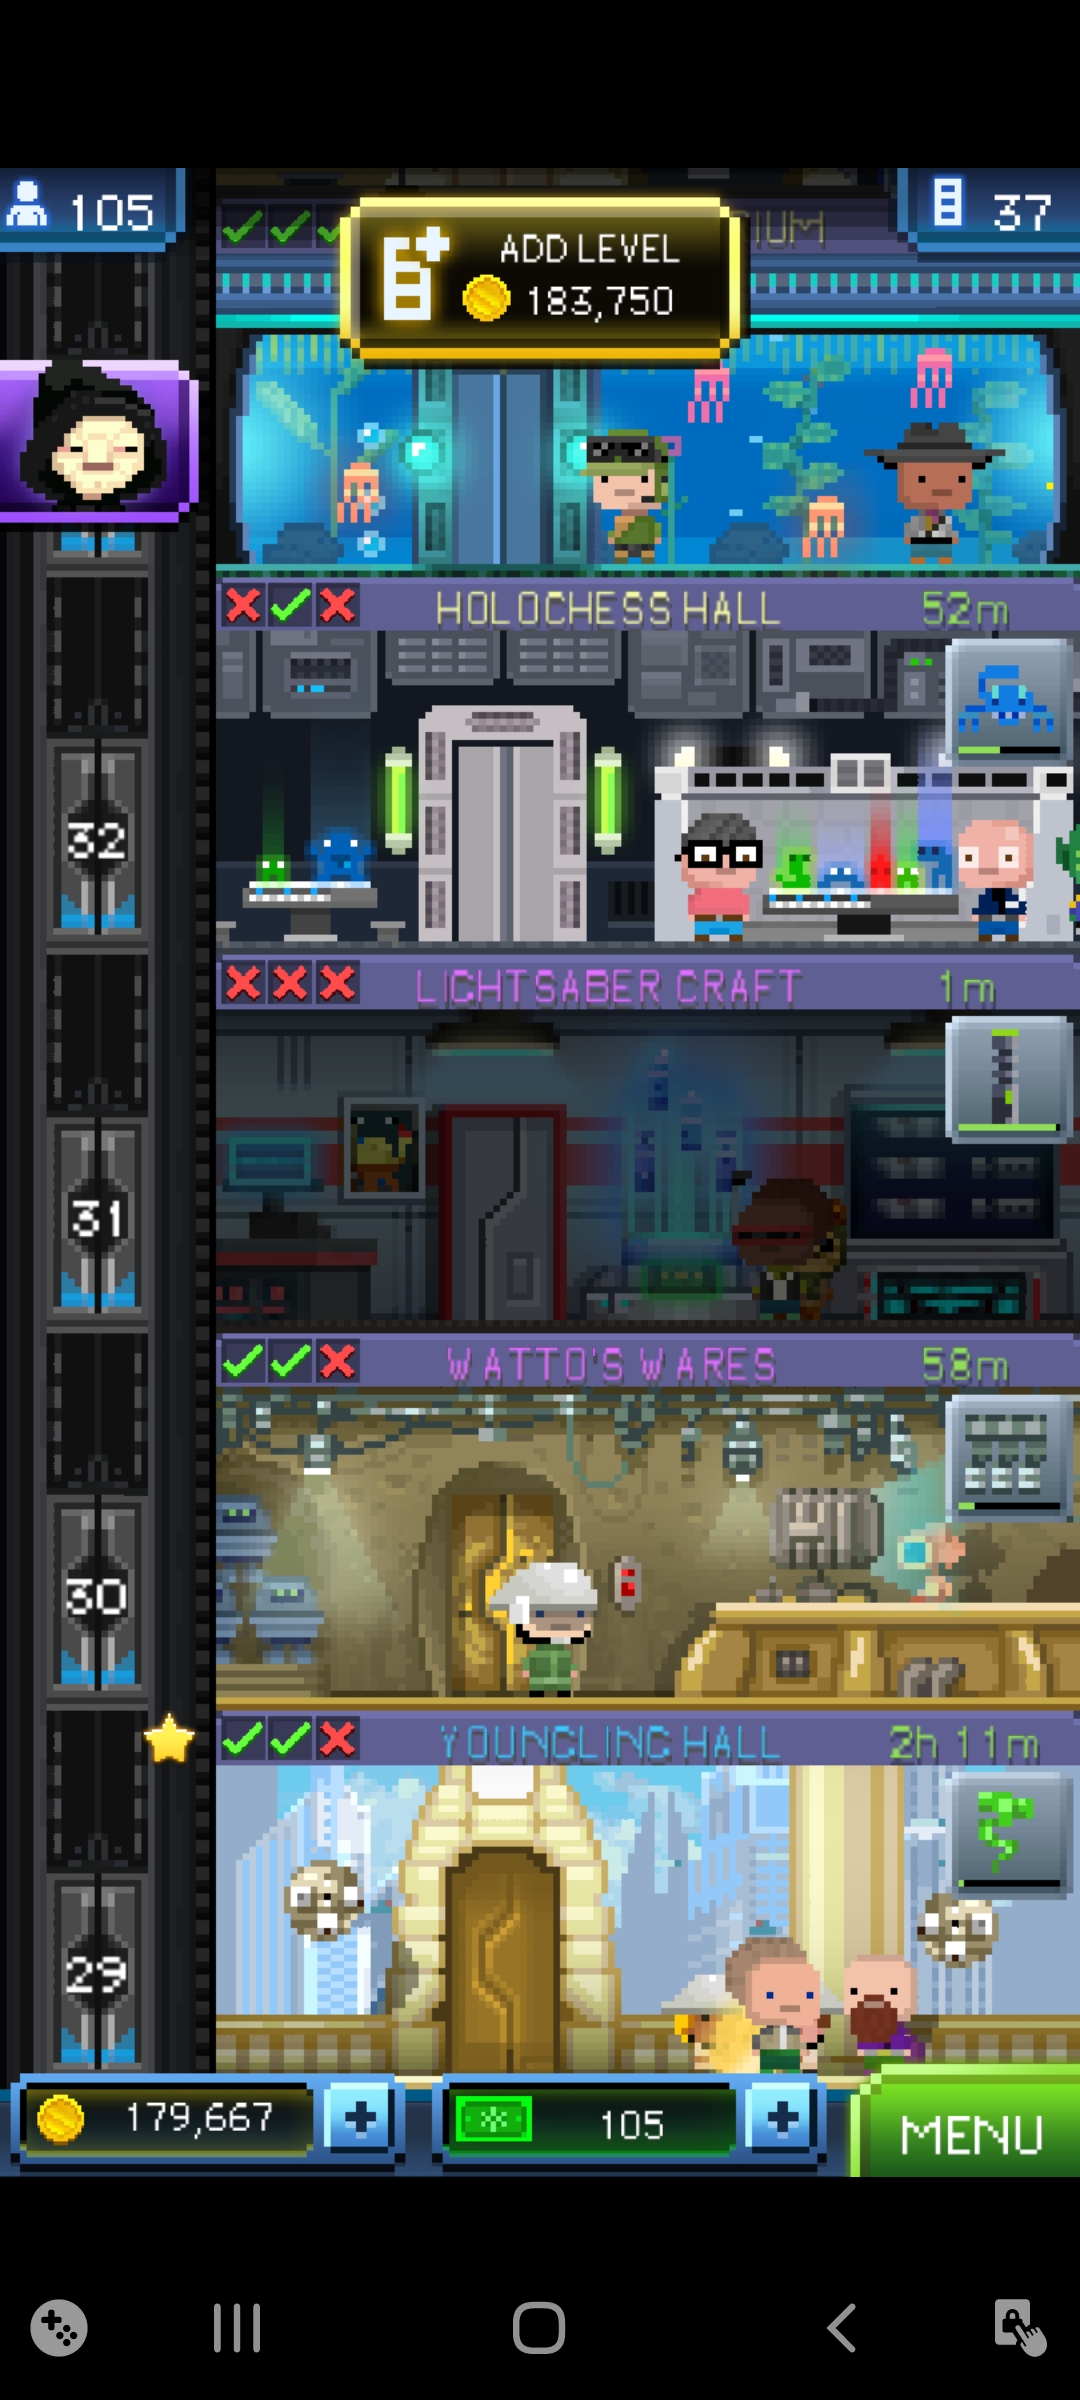 105
37
ADD LEVEL
183,750
IUM
HOLOCHESS HALL 52m
32
LIGHTSABER CRAFT 1m
31
WATTO'S WARES 58m
30
YOUNGLING HALL 2h 11m
29
179,667
105
MENU